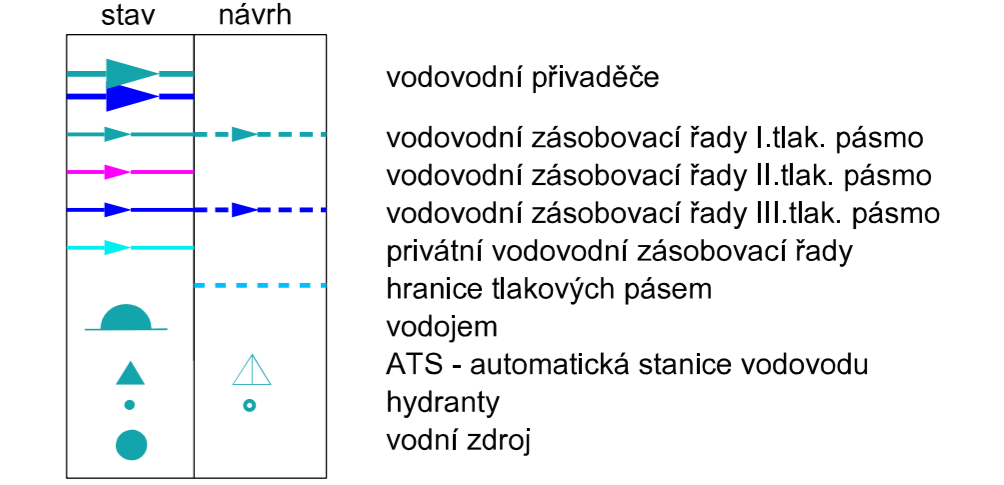 stav návrh
vodovodní přivaděče
vodovodní zásobovací řady I.tlak. pásmo
vodovodní zásobovací řady II.tlak. pásmo
vodovodní zásobovací řady III.tlak. pásmo
privátní vodovodní zásobovací řady
hranice tlakových pásem
vodojem
ATS - automatická stanice vodovodu
hydranty
vodní zdroj